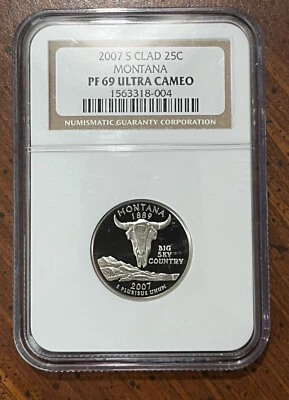 2007 S CLAD 25C
MONTANA
PF 69 ULTRA CAMEO
1563318-004
NUMISMATIC GUARANTY CORPORATION
MONTANA
1889
BIG
SKY
COUNTRY
2007
E PLURIBUS UNUM